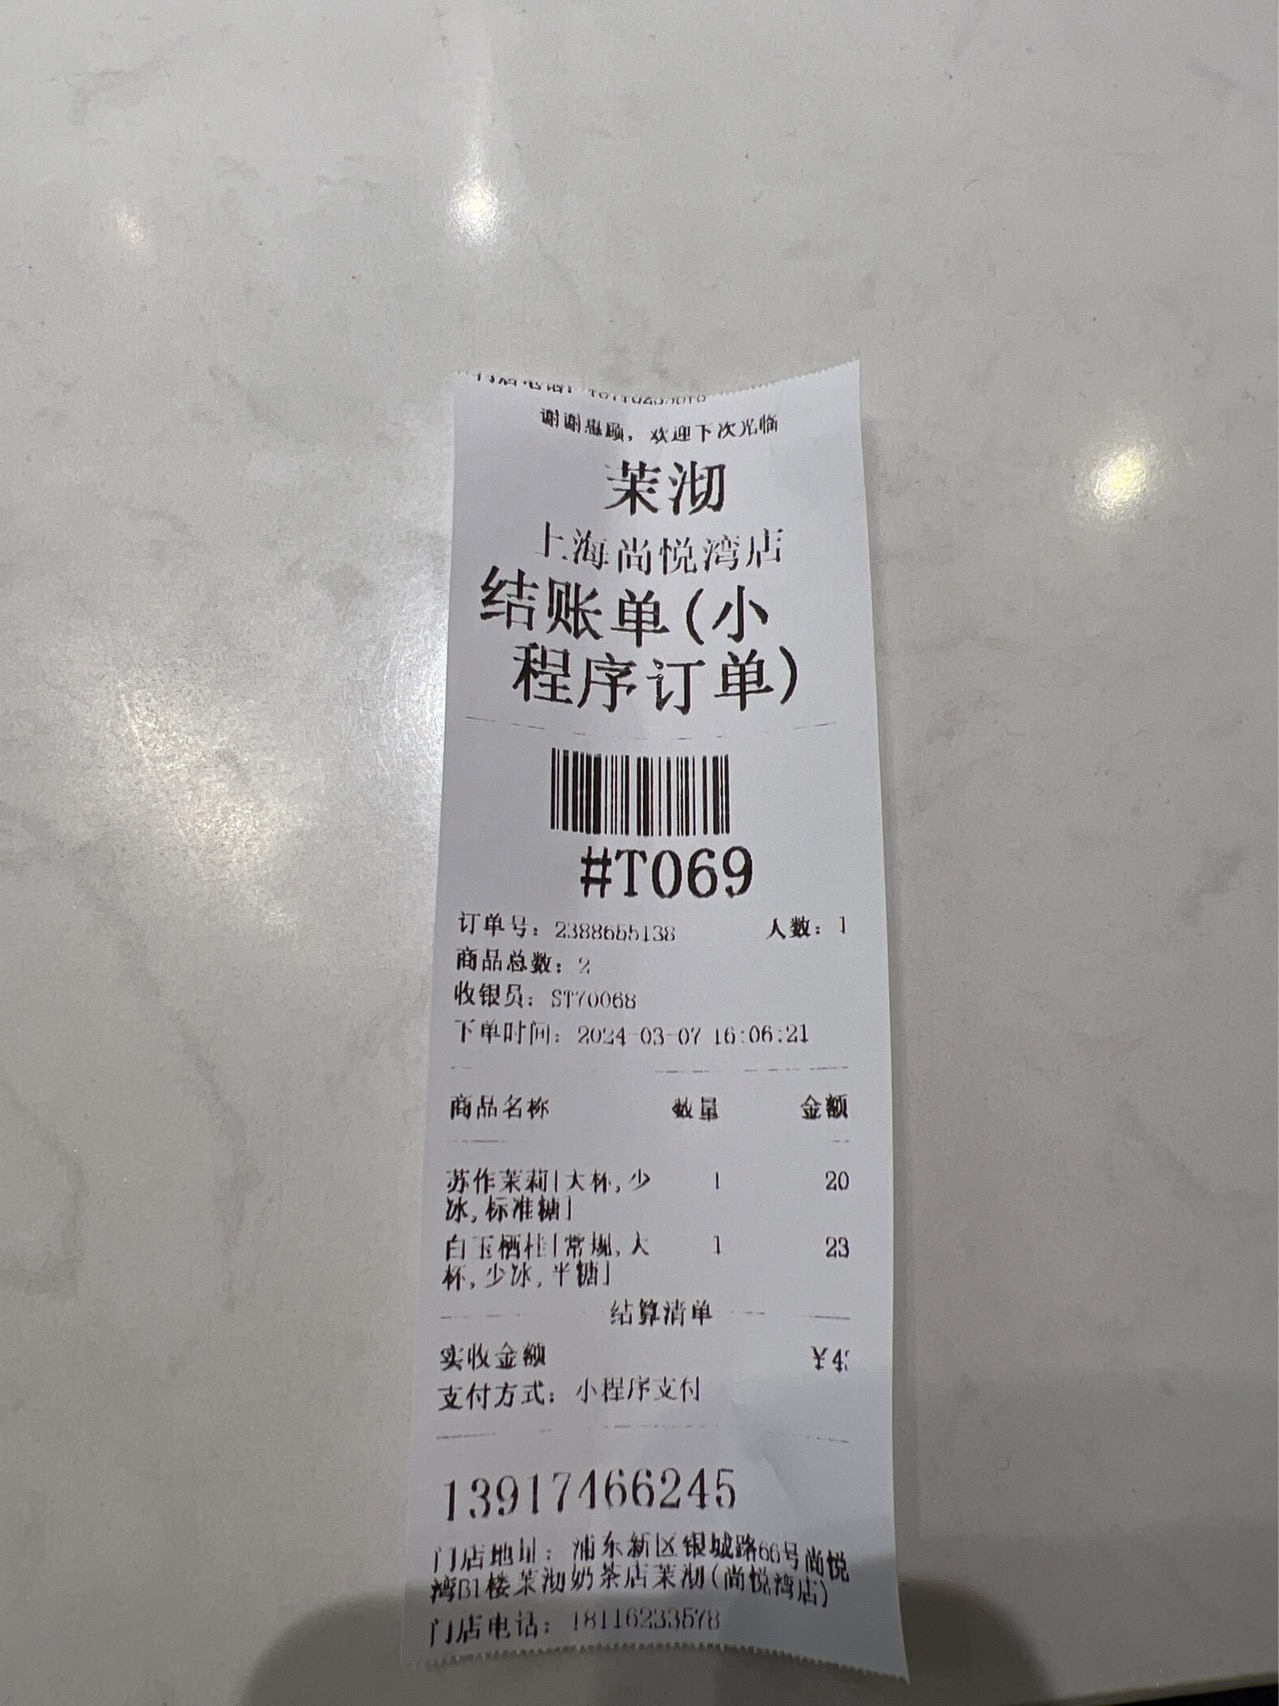 门店电话:
谢谢惠顾，欢迎下次光临
茉沏
上海尚悦湾店
结账单(小
程序订单)
#T069
订单号: 2388655138 人数: 1
商品总数: 2
收银员: ST70068
下单时间: 2024-03-07 16:06:21
商品名称 数量 金额
苏作茉莉[大杯,少 1 20
冰,标准糖]
白玉栖桂[常规,大 1 23
杯,少冰,半糖]
结算清单
实收金额 ¥4
支付方式: 小程序支付
13917466245
门店地址: 浦东新区银城路66号尚悦
湾B1楼茉沏奶茶店茉沏(尚悦湾店)
门店电话: 18116233578